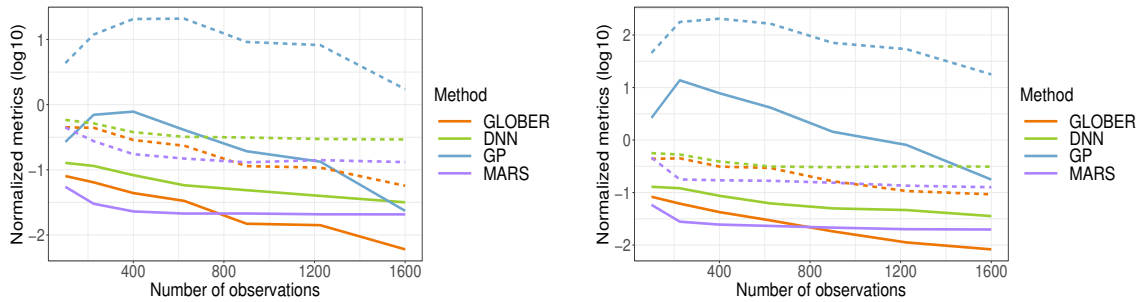 Normalized metrics (log10)
1
0
−1
−2
400
800
1200
1600
Number of observations
Method
GLOBER
DNN
GP
MARS
Normalized metrics (log10)
2
1
0
−1
−2
400
800
1200
1600
Number of observations
Method
GLOBER
DNN
GP
MARS